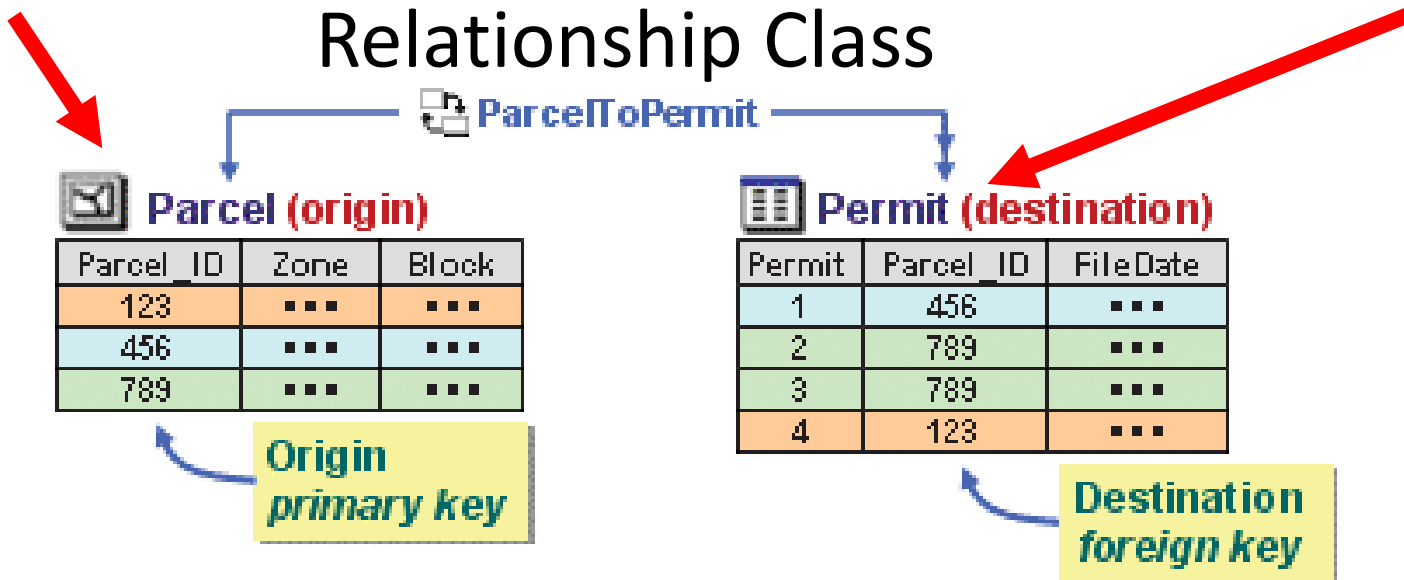 Relationship Class
ParcelToPermit
Parcel (origin)
Parcel_ID Zone Block
123 ▪▪▪ ▪▪▪
456 ▪▪▪ ▪▪▪
789 ▪▪▪ ▪▪▪
Origin
primary key
Permit (destination)
Permit Parcel_ID FileDate
1 456 ▪▪▪
2 789 ▪▪▪
3 789 ▪▪▪
4 123 ▪▪▪
Destination
foreign key